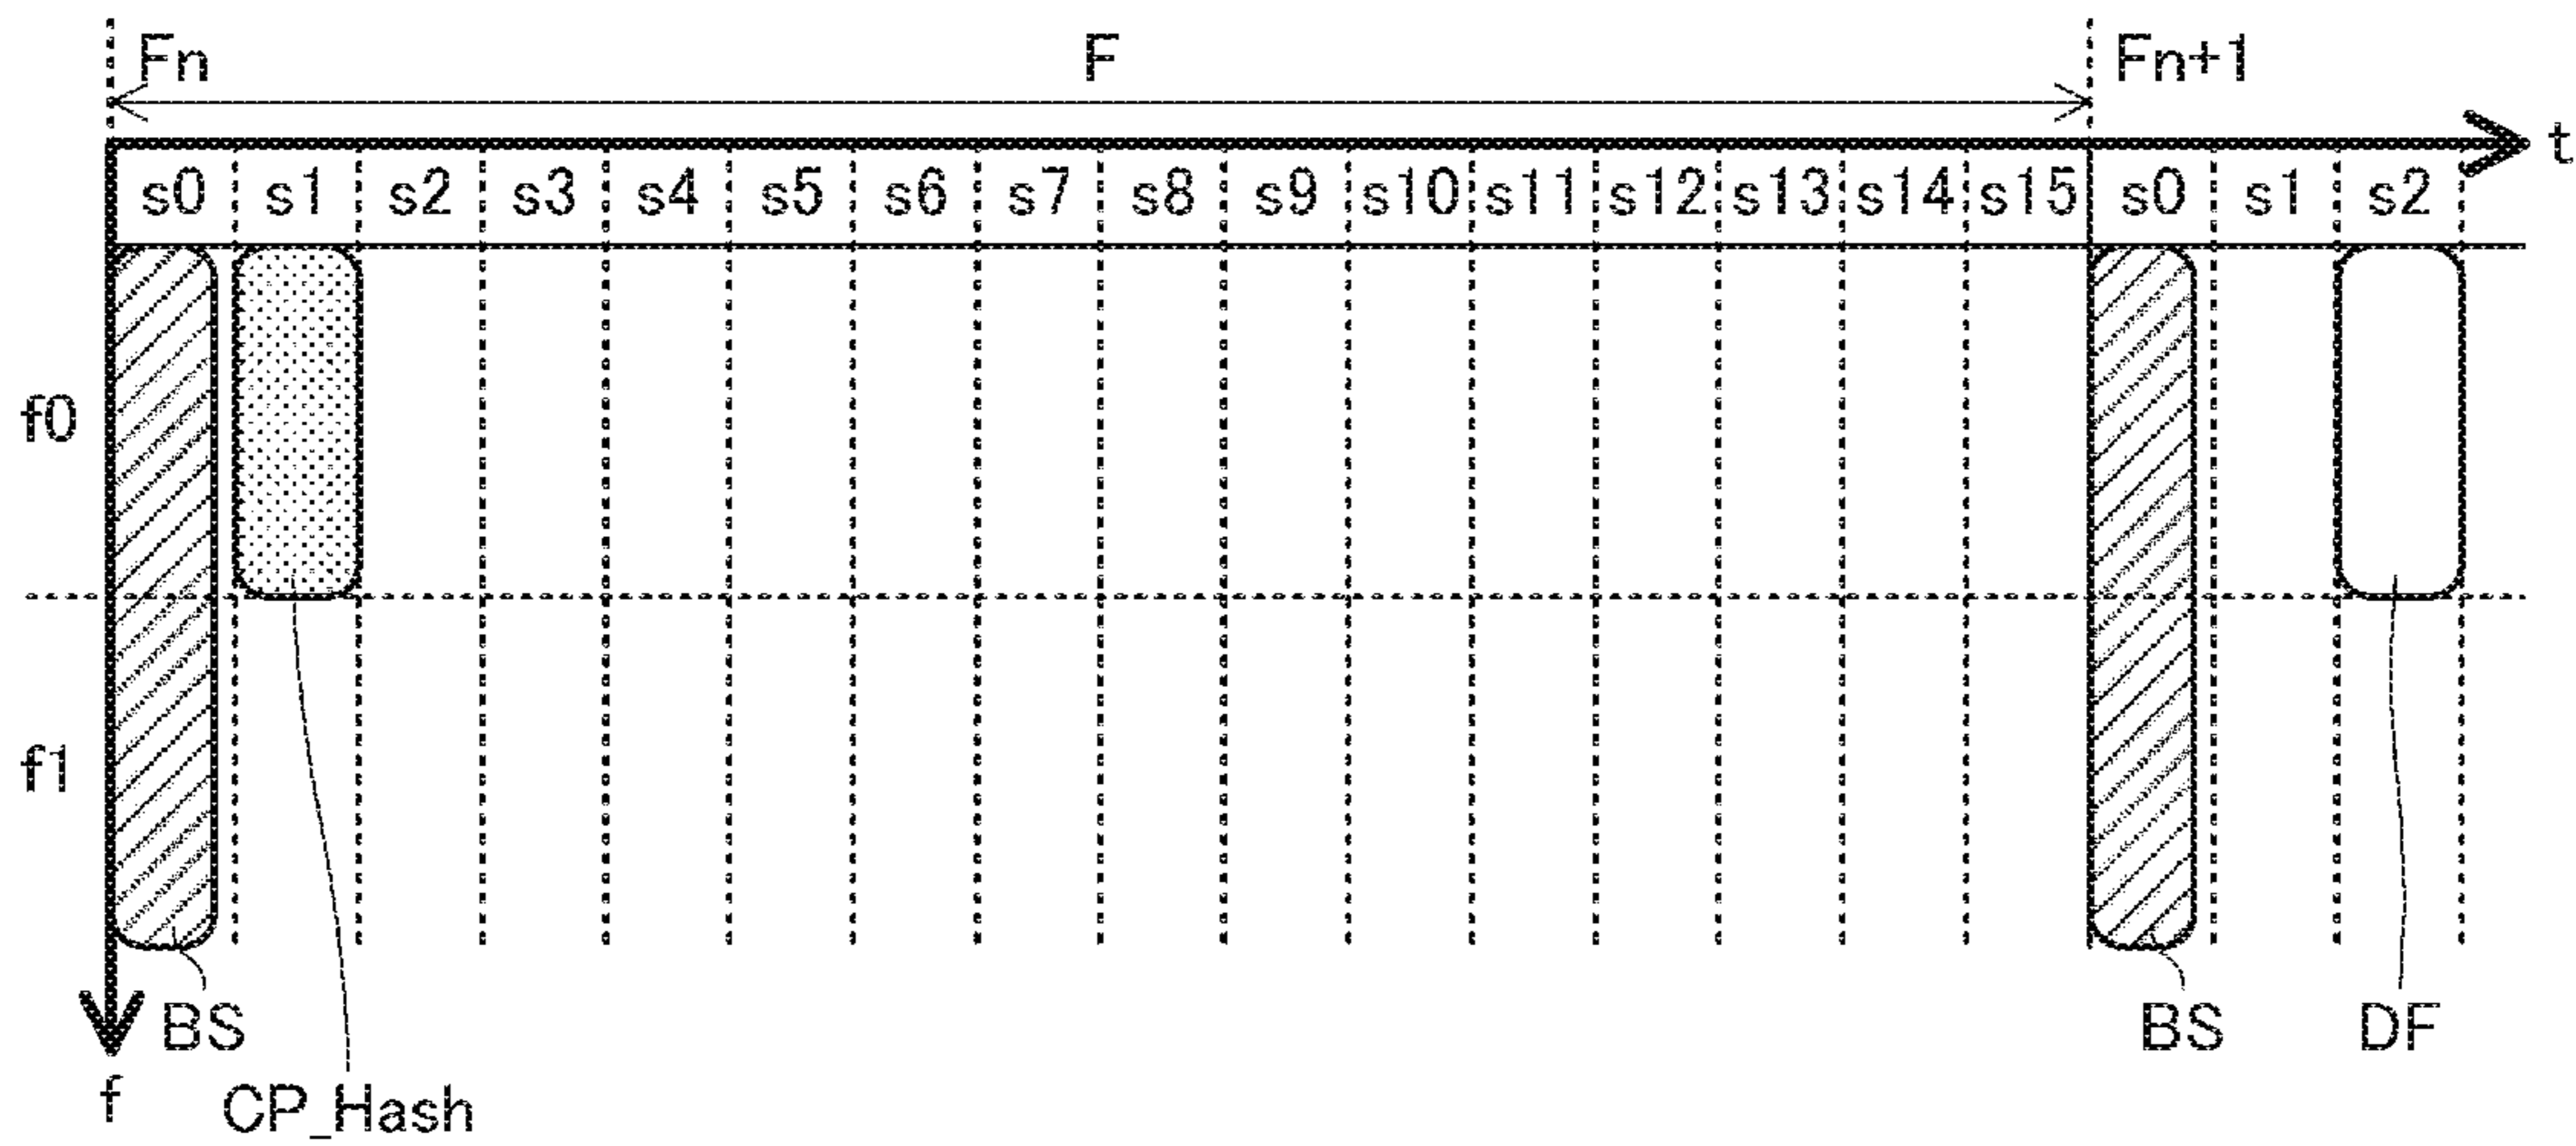 Fn F Fn+1
t
s0 s1 s2 s3 s4 s5 s6 s7 s8 s9 s10 s11 s12 s13 s14 s15 s0 s1 s2
f0
f1
BS BS DF
f CP_Hash